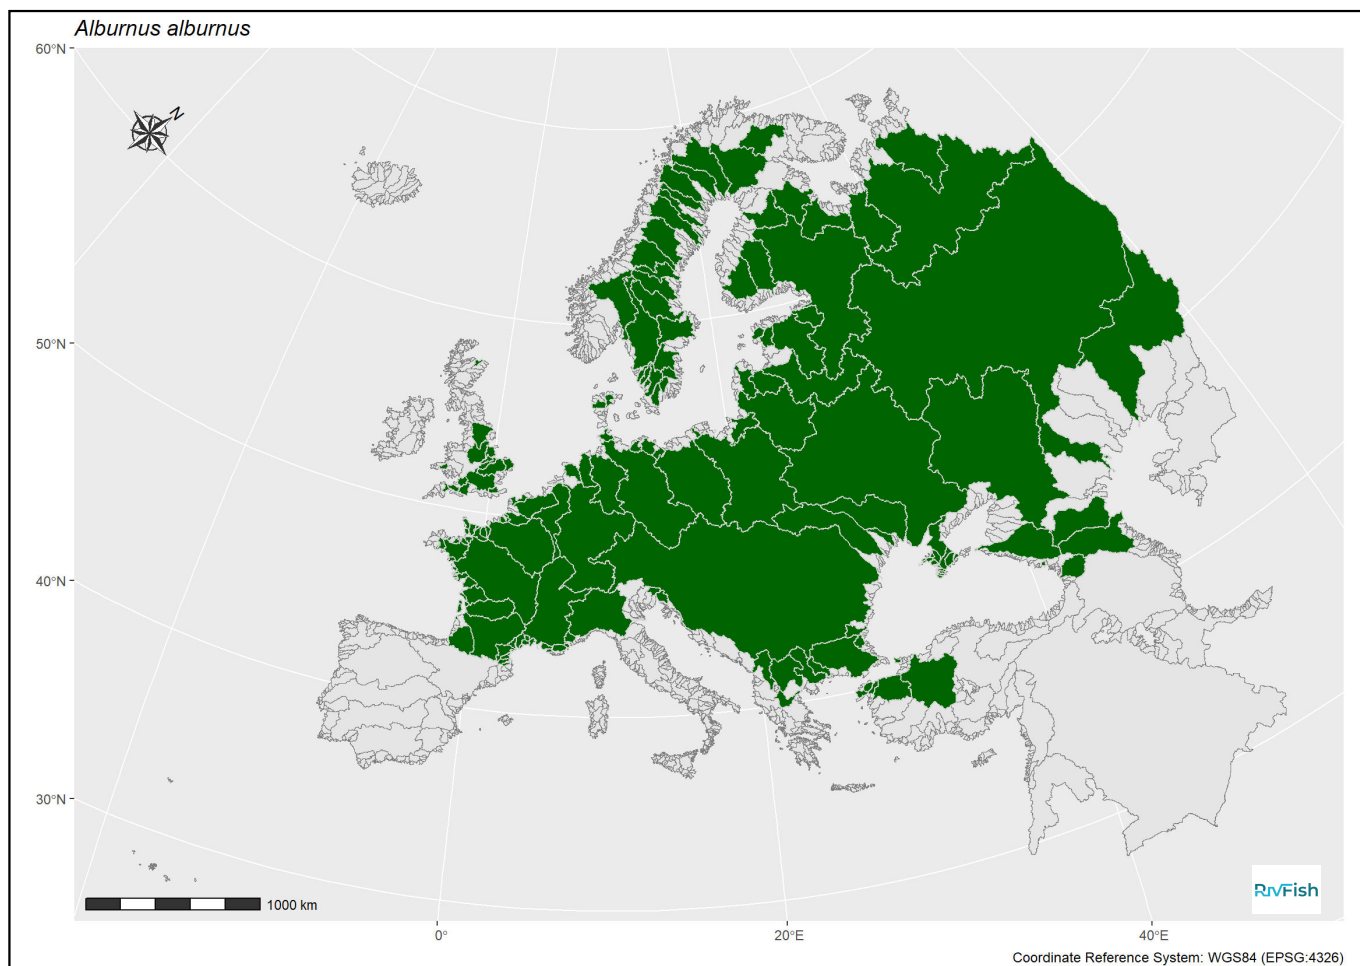 Alburnus alburnus
60°N
N
50°N
40°N
30°N
1000 km
RIVFISH
0°
20°E
40°E
Coordinate Reference System: WGS84 (EPSG:4326)